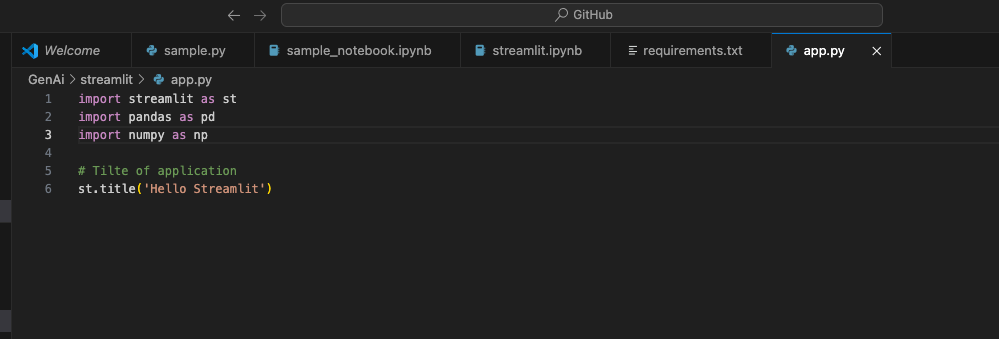 GitHub
Welcome sample.py sample_notebook.ipynb streamlit.ipynb requirements.txt app.py
GenAi > streamlit > app.py
1 import streamlit as st
2 import pandas as pd
3 import numpy as np
4
5 # Tilte of application
6 st.title('Hello Streamlit')